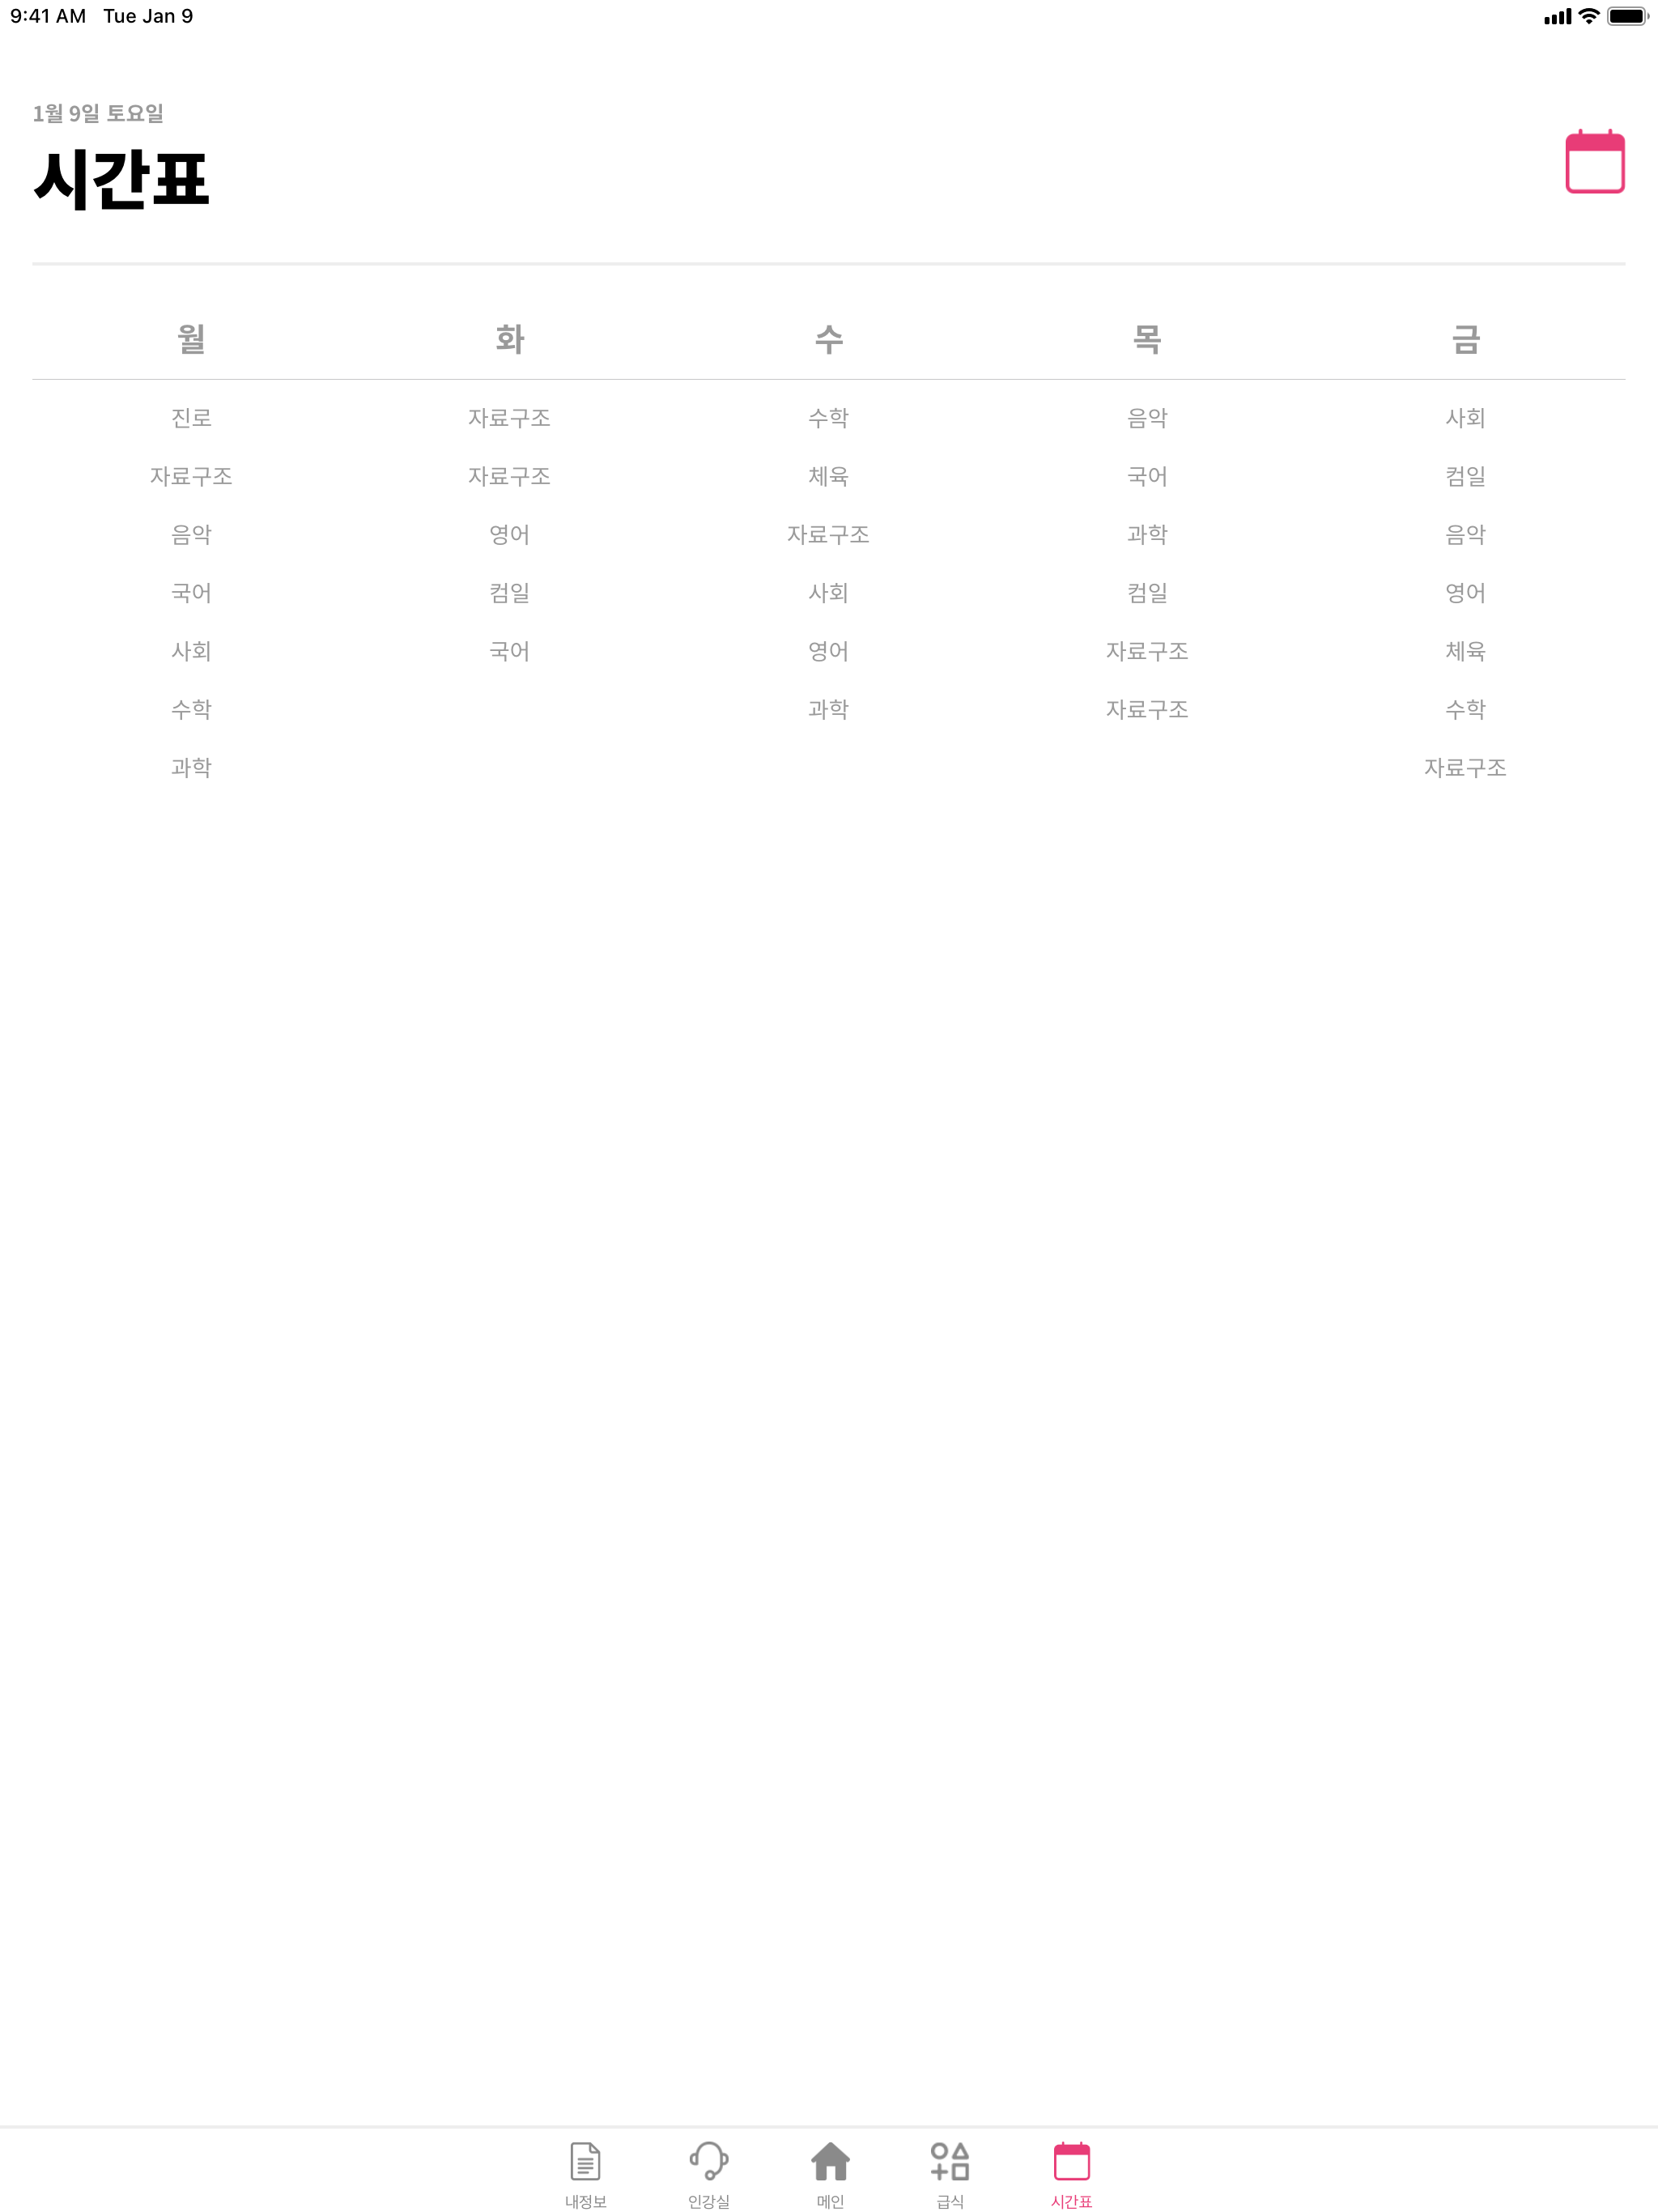 9:41 AM Tue Jan 9
1월 9일 토요일
시간표
월 화 수 목 금
진로 자료구조 수학 음악 사회
자료구조 자료구조 체육 국어 컴일
음악 영어 자료구조 과학 음악
국어 컴일 사회 컴일 영어
사회 국어 영어 자료구조 체육
수학 과학 자료구조 수학
과학 자료구조
내정보 인강실 메인 급식 시간표